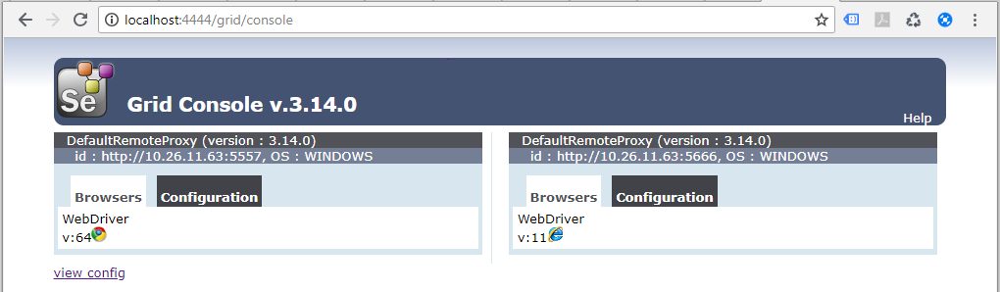 localhost:4444/grid/console
Se
Grid Console v.3.14.0
Help
DefaultRemoteProxy (version : 3.14.0)
id : http://10.26.11.63:5557, OS : WINDOWS
Browsers Configuration
WebDriver
v:64
DefaultRemoteProxy (version : 3.14.0)
id : http://10.26.11.63:5666, OS : WINDOWS
Browsers Configuration
WebDriver
v:11
view config